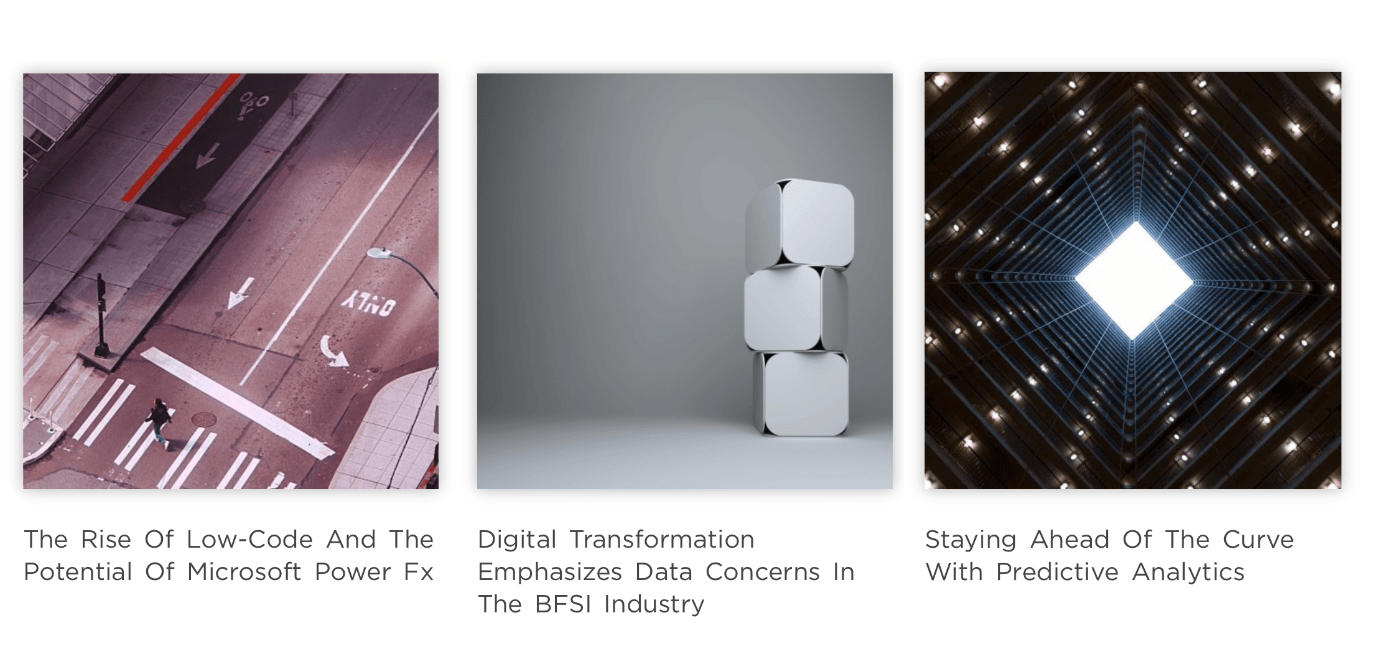 ONLY
The Rise Of Low-Code And The
Potential Of Microsoft Power Fx
Digital Transformation
Emphasizes Data Concerns In
The BFSI Industry
Staying Ahead Of The Curve
With Predictive Analytics